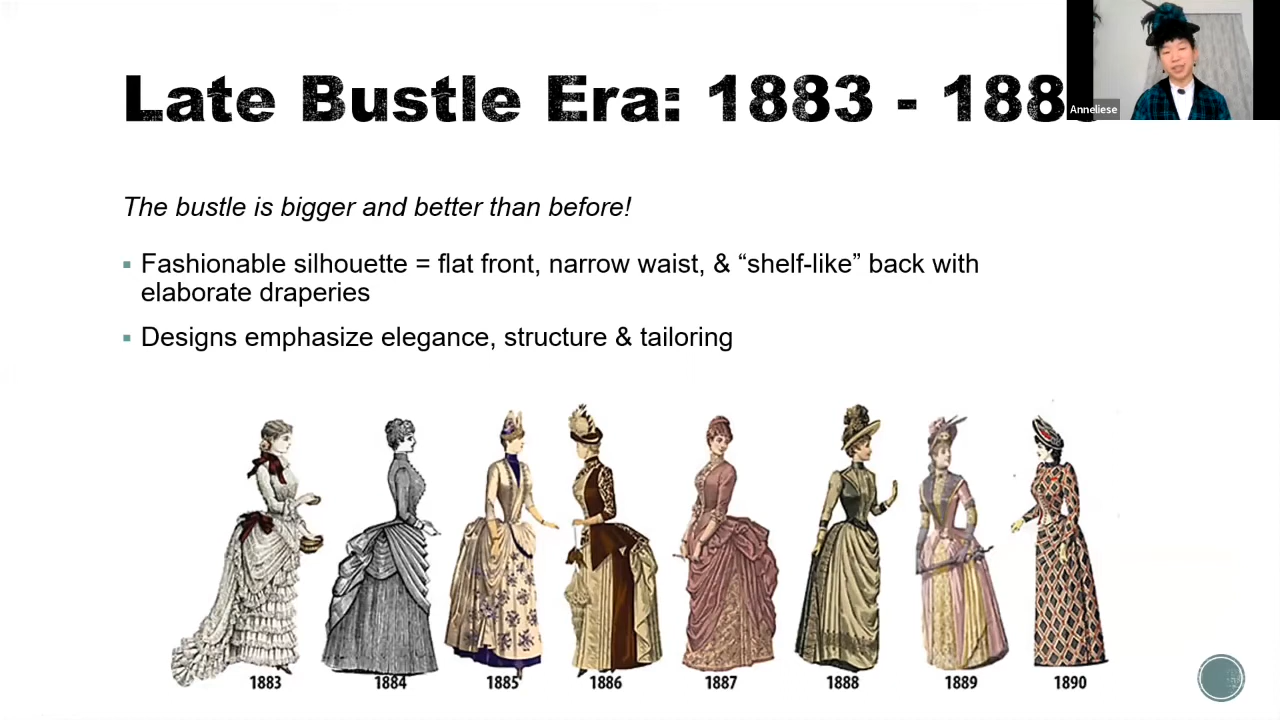 Late Bustle Era: 1883 - 188
Anneliese
The bustle is bigger and better than before!
▪ Fashionable silhouette = flat front, narrow waist, & “shelf-like” back with
elaborate draperies
▪ Designs emphasize elegance, structure & tailoring
1883 1884 1885 1886 1887 1888 1889 1890